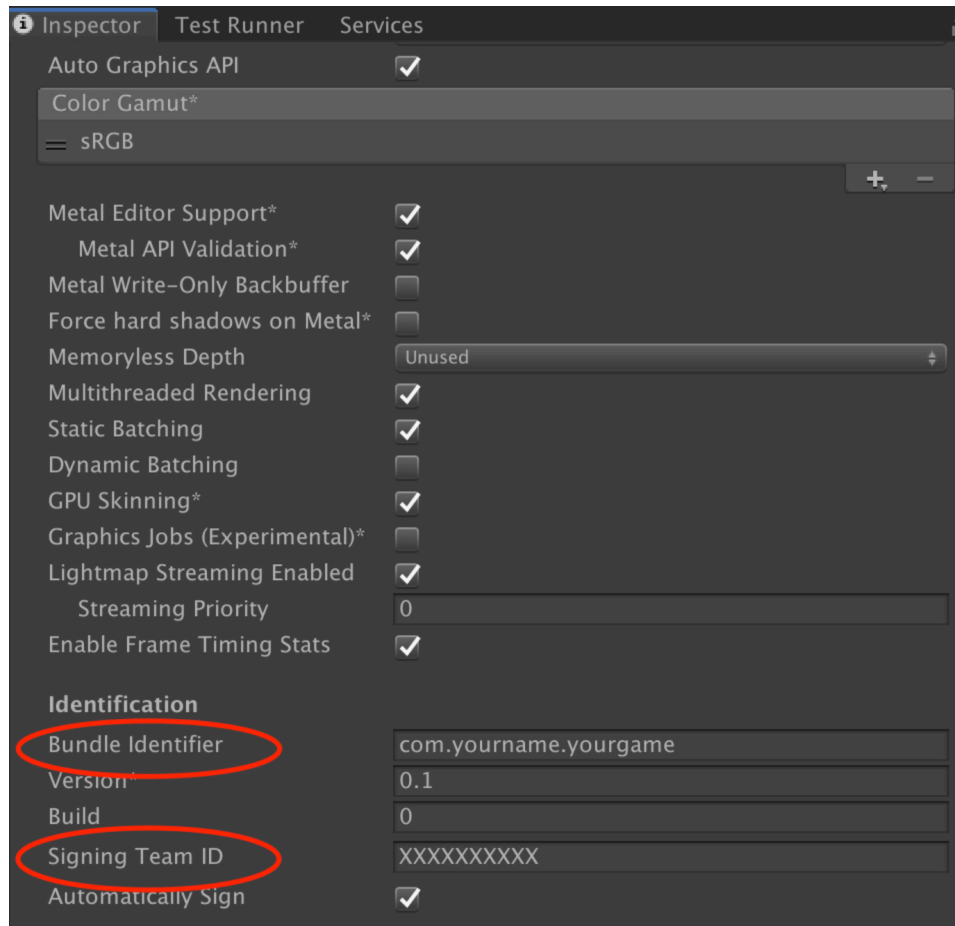 Inspector Test Runner Services
Auto Graphics API
Color Gamut*
sRGB
Metal Editor Support*
Metal API Validation*
Metal Write-Only Backbuffer
Force hard shadows on Metal*
Memoryless Depth Unused
Multithreaded Rendering
Static Batching
Dynamic Batching
GPU Skinning*
Graphics Jobs (Experimental)*
Lightmap Streaming Enabled
Streaming Priority 0
Enable Frame Timing Stats
Identification
Bundle Identifier com.yourname.yourgame
Version* 0.1
Build 0
Signing Team ID XXXXXXXXXX
Automatically Sign